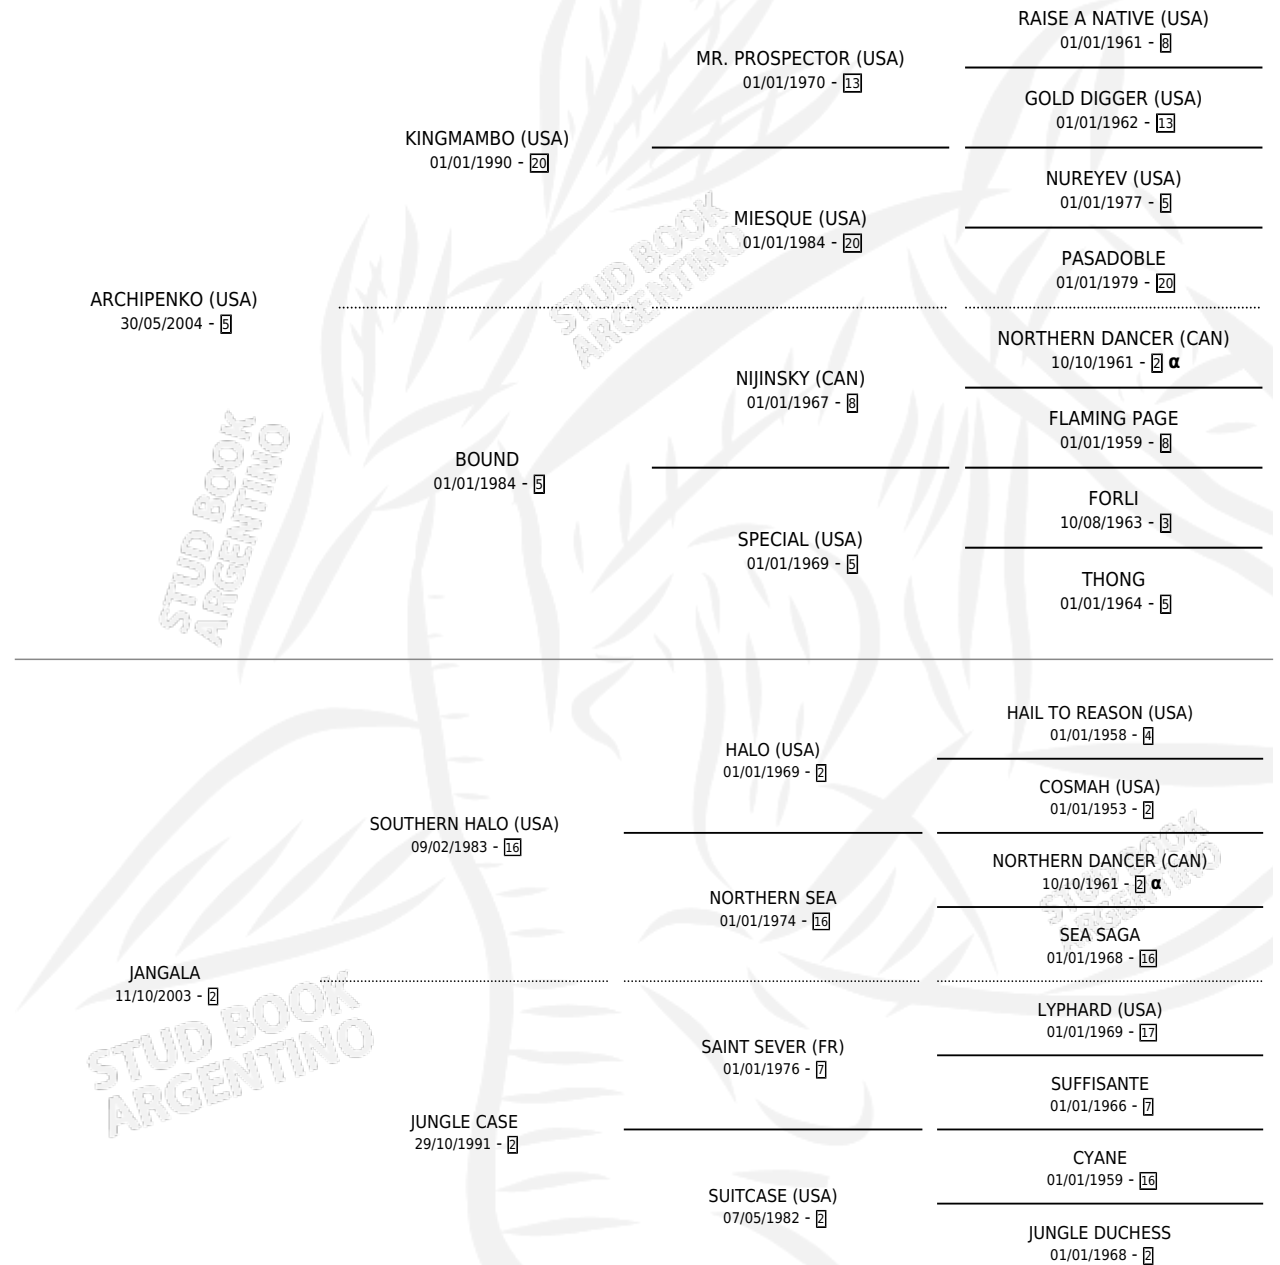 RAISE A NATIVE (USA)
01/01/1961 - 8
MR. PROSPECTOR (USA)
01/01/1970 - 13
GOLD DIGGER (USA)
01/01/1962 - 13
KINGMAMBO (USA)
01/01/1990 - 20
NUREYEV (USA)
01/01/1977 - 5
MIESQUE (USA)
01/01/1984 - 20
PASADOBLE
01/01/1979 - 20
ARCHIPENKO (USA)
30/05/2004 - 5
NORTHERN DANCER (CAN)
10/10/1961 - 2 α
NIJINSKY (CAN)
01/01/1967 - 8
FLAMING PAGE
01/01/1959 - 8
BOUND
01/01/1984 - 5
FORLI
10/08/1963 - 3
SPECIAL (USA)
01/01/1969 - 5
THONG
01/01/1964 - 5
HAIL TO REASON (USA)
01/01/1958 - 4
HALO (USA)
01/01/1969 - 2
COSMAH (USA)
01/01/1953 - 2
SOUTHERN HALO (USA)
09/02/1983 - 16
NORTHERN DANCER (CAN)
10/10/1961 - 2 α
NORTHERN SEA
01/01/1974 - 16
SEA SAGA
01/01/1968 - 16
JANGALA
11/10/2003 - 2
LYPHARD (USA)
01/01/1969 - 17
SAINT SEVER (FR)
01/01/1976 - 7
SUFFISANTE
01/01/1966 - 7
JUNGLE CASE
29/10/1991 - 2
CYANE
01/01/1959 - 16
SUITCASE (USA)
07/05/1982 - 2
JUNGLE DUCHESS
01/01/1968 - 2
STUD BOOK
ARGENTINO
STUD BOOK
ARGENTINO
STUD BOOK
ARGENTINO
STUD BOOK
ARGENTINO